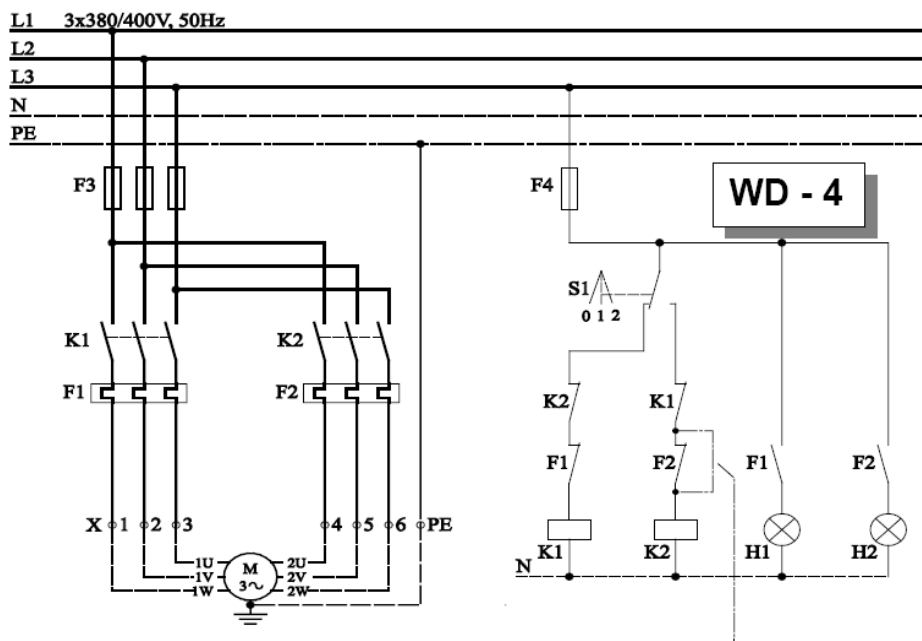 L1 3x380/400V, 50Hz
L2
L3
N
PE
F3
F4
WD - 4
S1
0 1 2
K1
K2
F1
F2
K2
K1
F1
F2
F1
F2
X 1 2 3 4 5 6 PE
K1
K2
H1
H2
1U M 2U
1V 3~ 2V
1W 2W
N